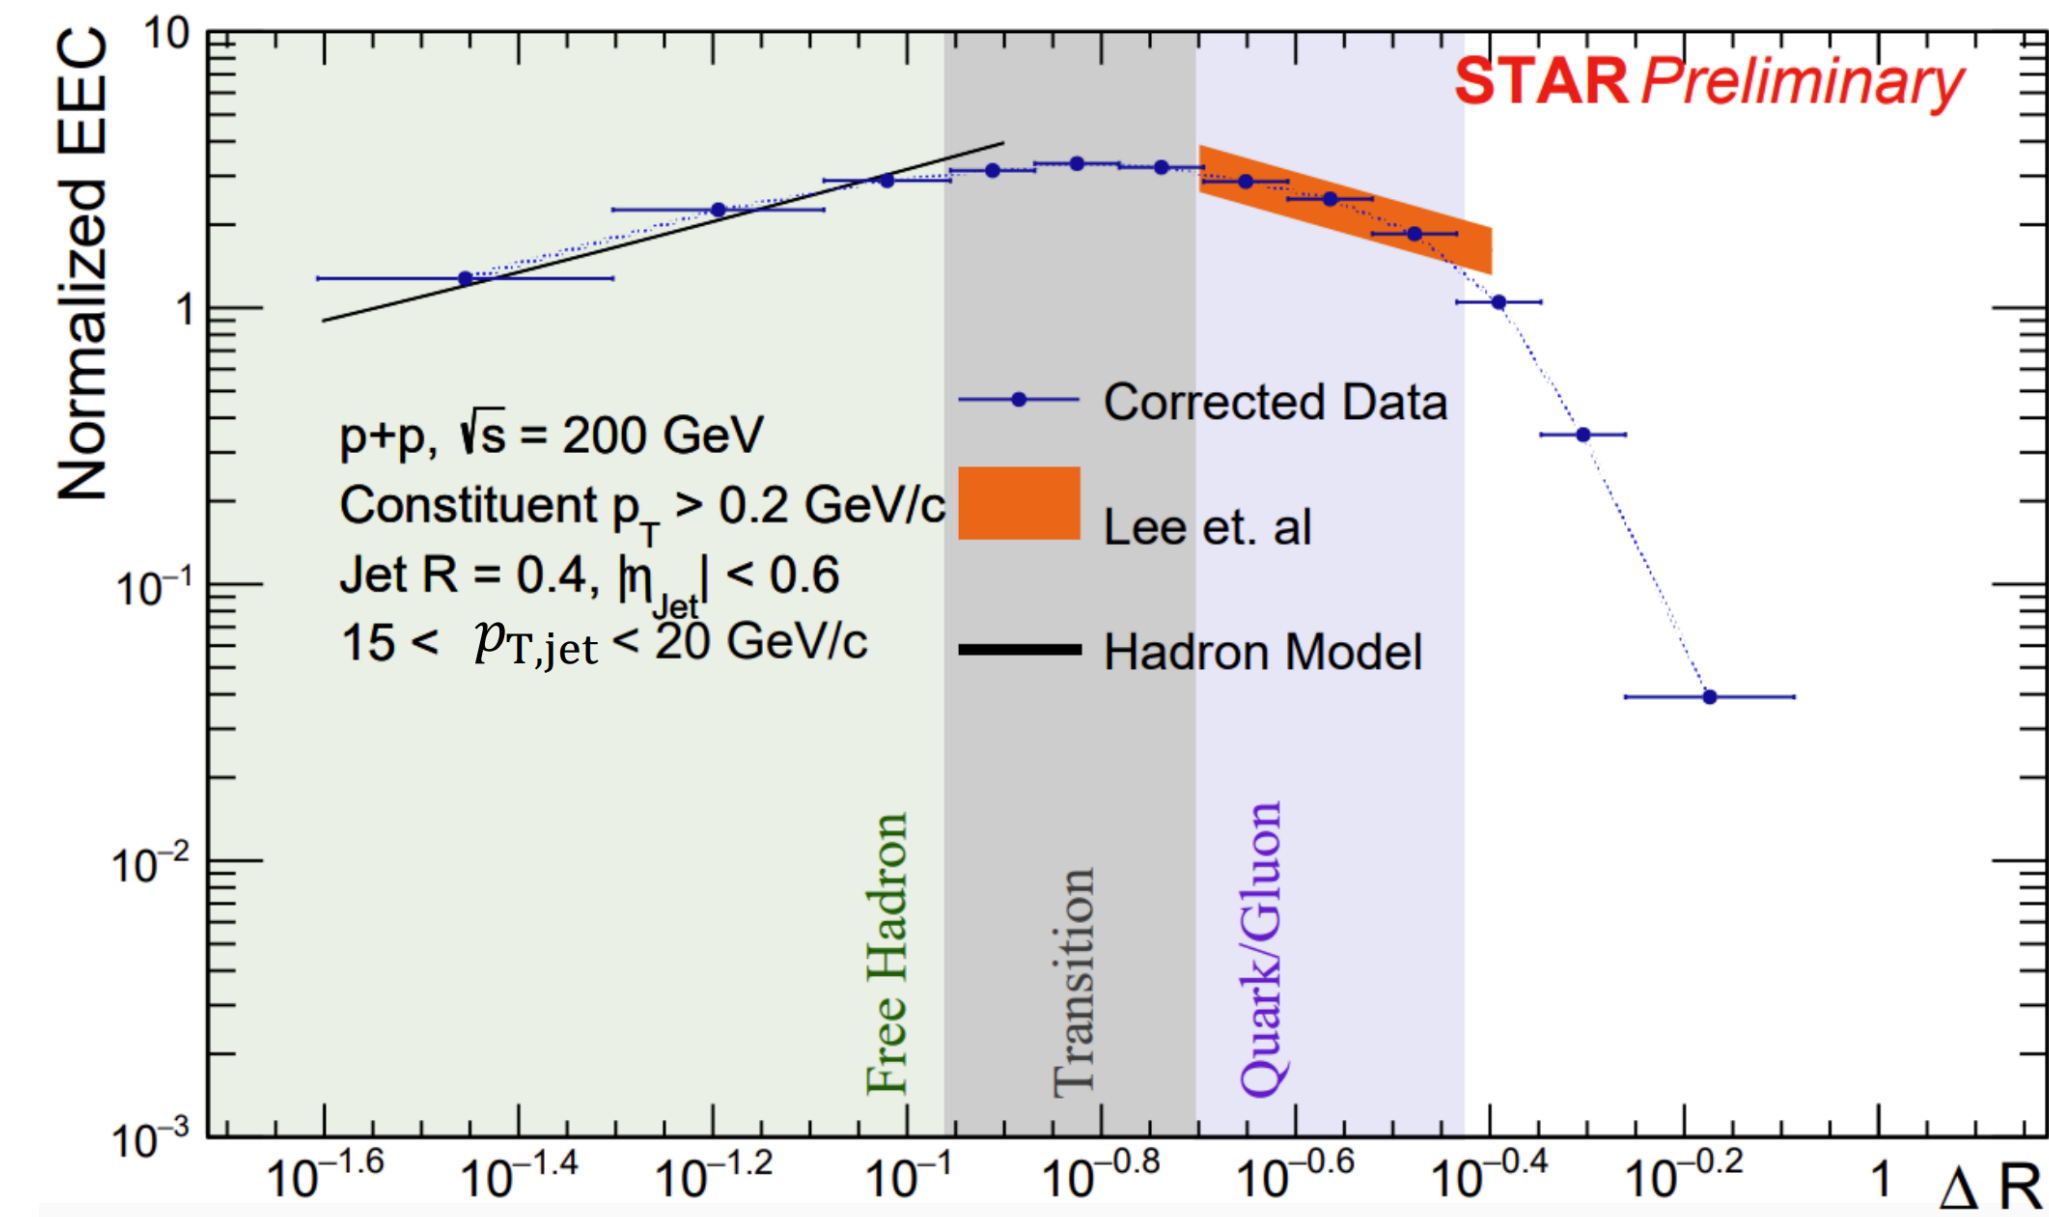 Normalized EEC
10
1
10⁻¹
10⁻²
10⁻³
STAR Preliminary
p+p, √s = 200 GeV
Constituent p_T > 0.2 GeV/c
Jet R = 0.4, |η_Jet| < 0.6
15 < p_T,jet < 20 GeV/c
Corrected Data
Lee et. al
Hadron Model
Free Hadron
Transition
Quark/Gluon
10⁻¹·⁶ 10⁻¹·⁴ 10⁻¹·² 10⁻¹ 10⁻⁰·⁸ 10⁻⁰·⁶ 10⁻⁰·⁴ 10⁻⁰·² 1 Δ R